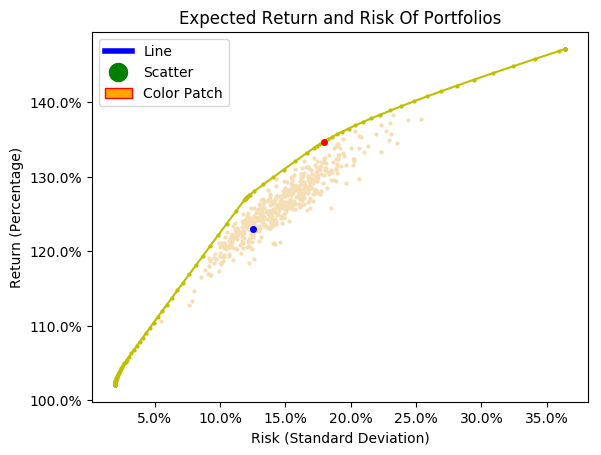 Expected Return and Risk Of Portfolios
Line
Scatter
Color Patch
Return (Percentage)
140.0%
130.0%
120.0%
110.0%
100.0%
5.0% 10.0% 15.0% 20.0% 25.0% 30.0% 35.0%
Risk (Standard Deviation)